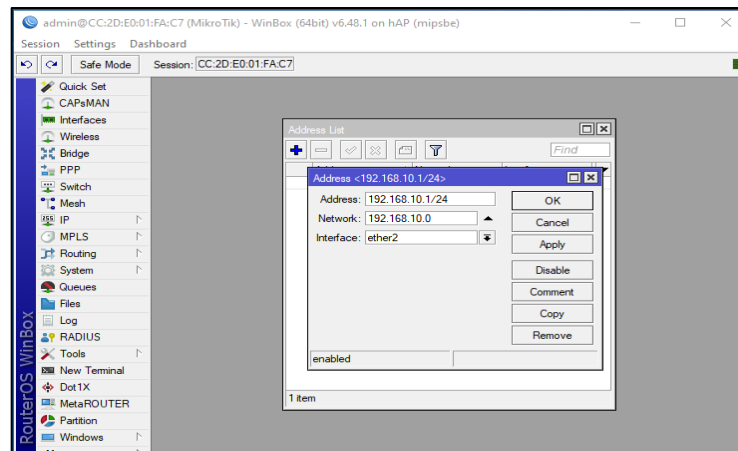 admin@CC:2D:E0:01:FA:C7 (MikroTik) - WinBox (64bit) v6.48.1 on hAP (mipsbe)
Session Settings Dashboard
Safe Mode Session: CC:2D:E0:01:FA:C7
Quick Set
CAPsMAN
Interfaces
Wireless
Bridge
PPP
Switch
Mesh
IP
MPLS
Routing
System
Queues
Files
Log
RADIUS
Tools
New Terminal
Dot1X
MetaROUTER
Partition
Windows
RouterOS WinBox
Address List
Find
Address <192.168.10.1/24>
Address: 192.168.10.1/24
Network: 192.168.10.0
Interface: ether2
OK
Cancel
Apply
Disable
Comment
Copy
Remove
enabled
1 item